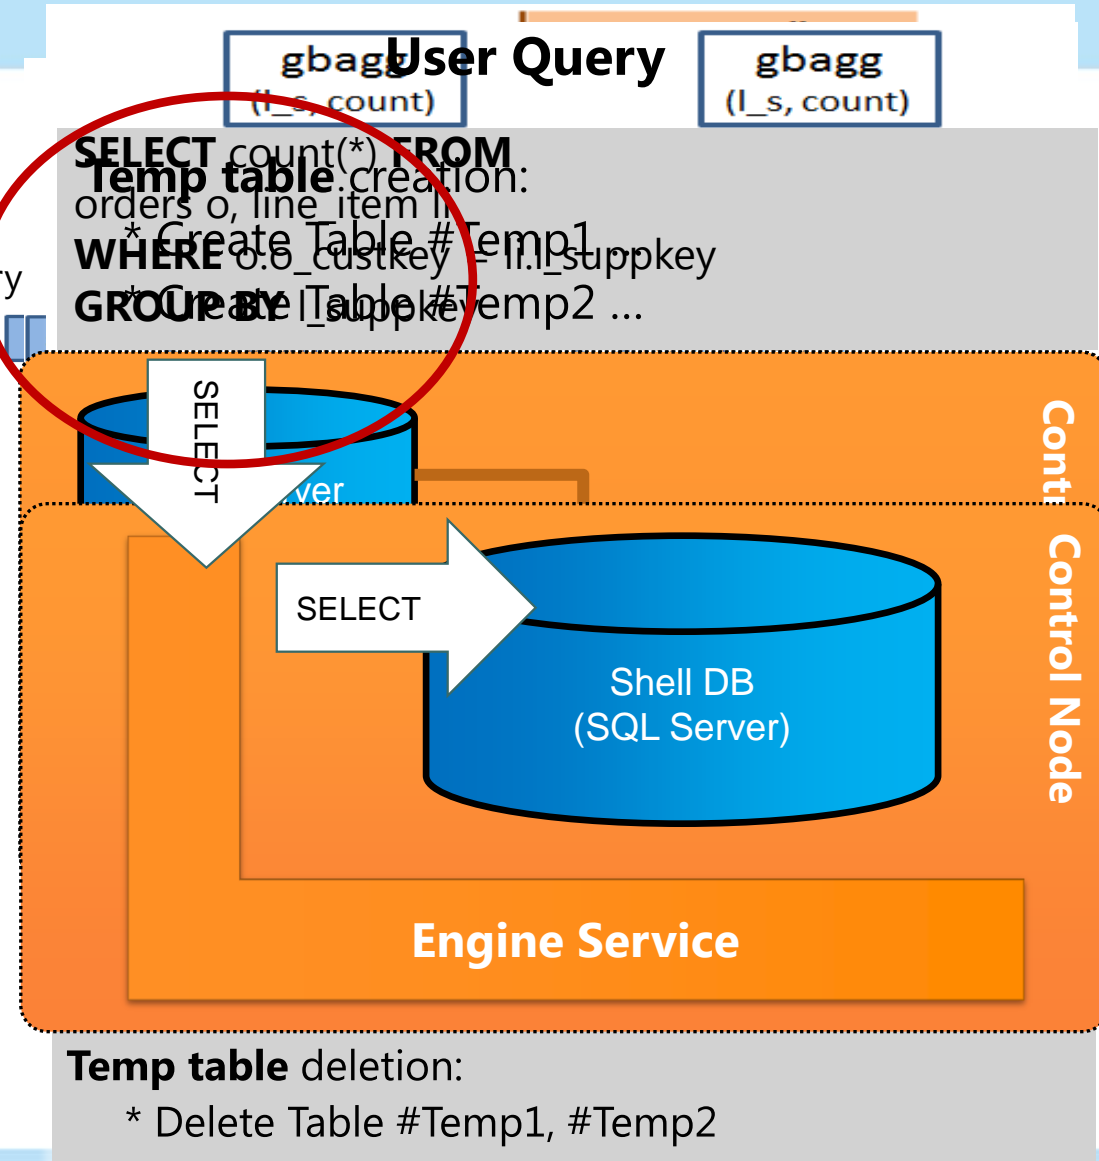 gbagg
(l_s, count)
User Query
gbagg
(l_s, count)
SELECT count(*) FROM
orders o, line_item li
WHERE o.o_custkey = li.l_suppkey
GROUP BY l_suppkey
Temp table creation:
* Create Table #Temp1 ...
* Create Table #Temp2 ...
SELECT
Control Node
SELECT
Shell DB
(SQL Server)
Engine Service
Temp table deletion:
* Delete Table #Temp1, #Temp2